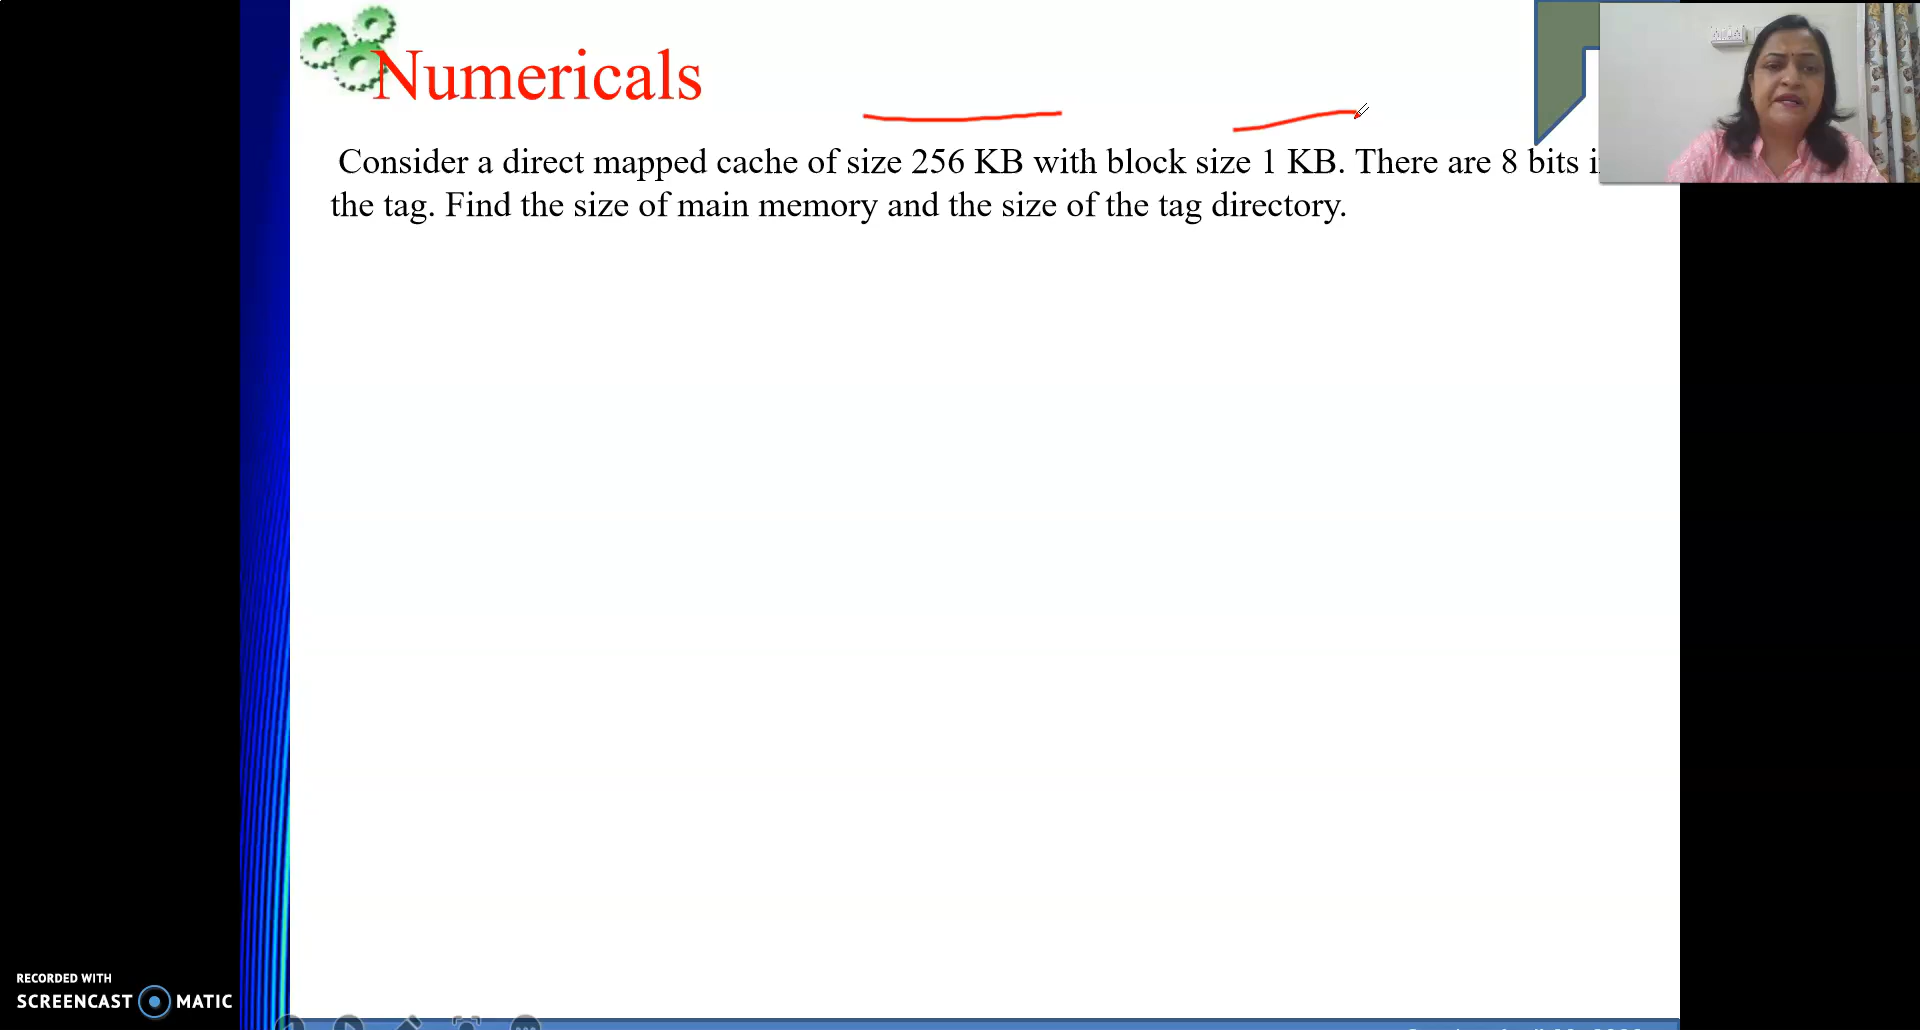 Numericals
Consider a direct mapped cache of size 256 KB with block size 1 KB. There are 8 bits
the tag. Find the size of main memory and the size of the tag directory.
RECORDED WITH
SCREENCAST MATIC